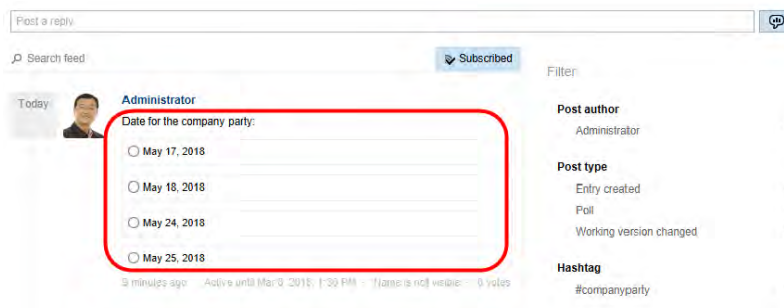 Post a reply
Search feed
Subscribed
Today
Administrator
Date for the company party:
May 17, 2018
May 18, 2018
May 24, 2018
May 25, 2018
minutes ago Active until Mar 2018, 1:30 PM Name is not visible 0 votes
Filter
Post author
Administrator
Post type
Entry created
Poll
Working version changed
Hashtag
#companyparty